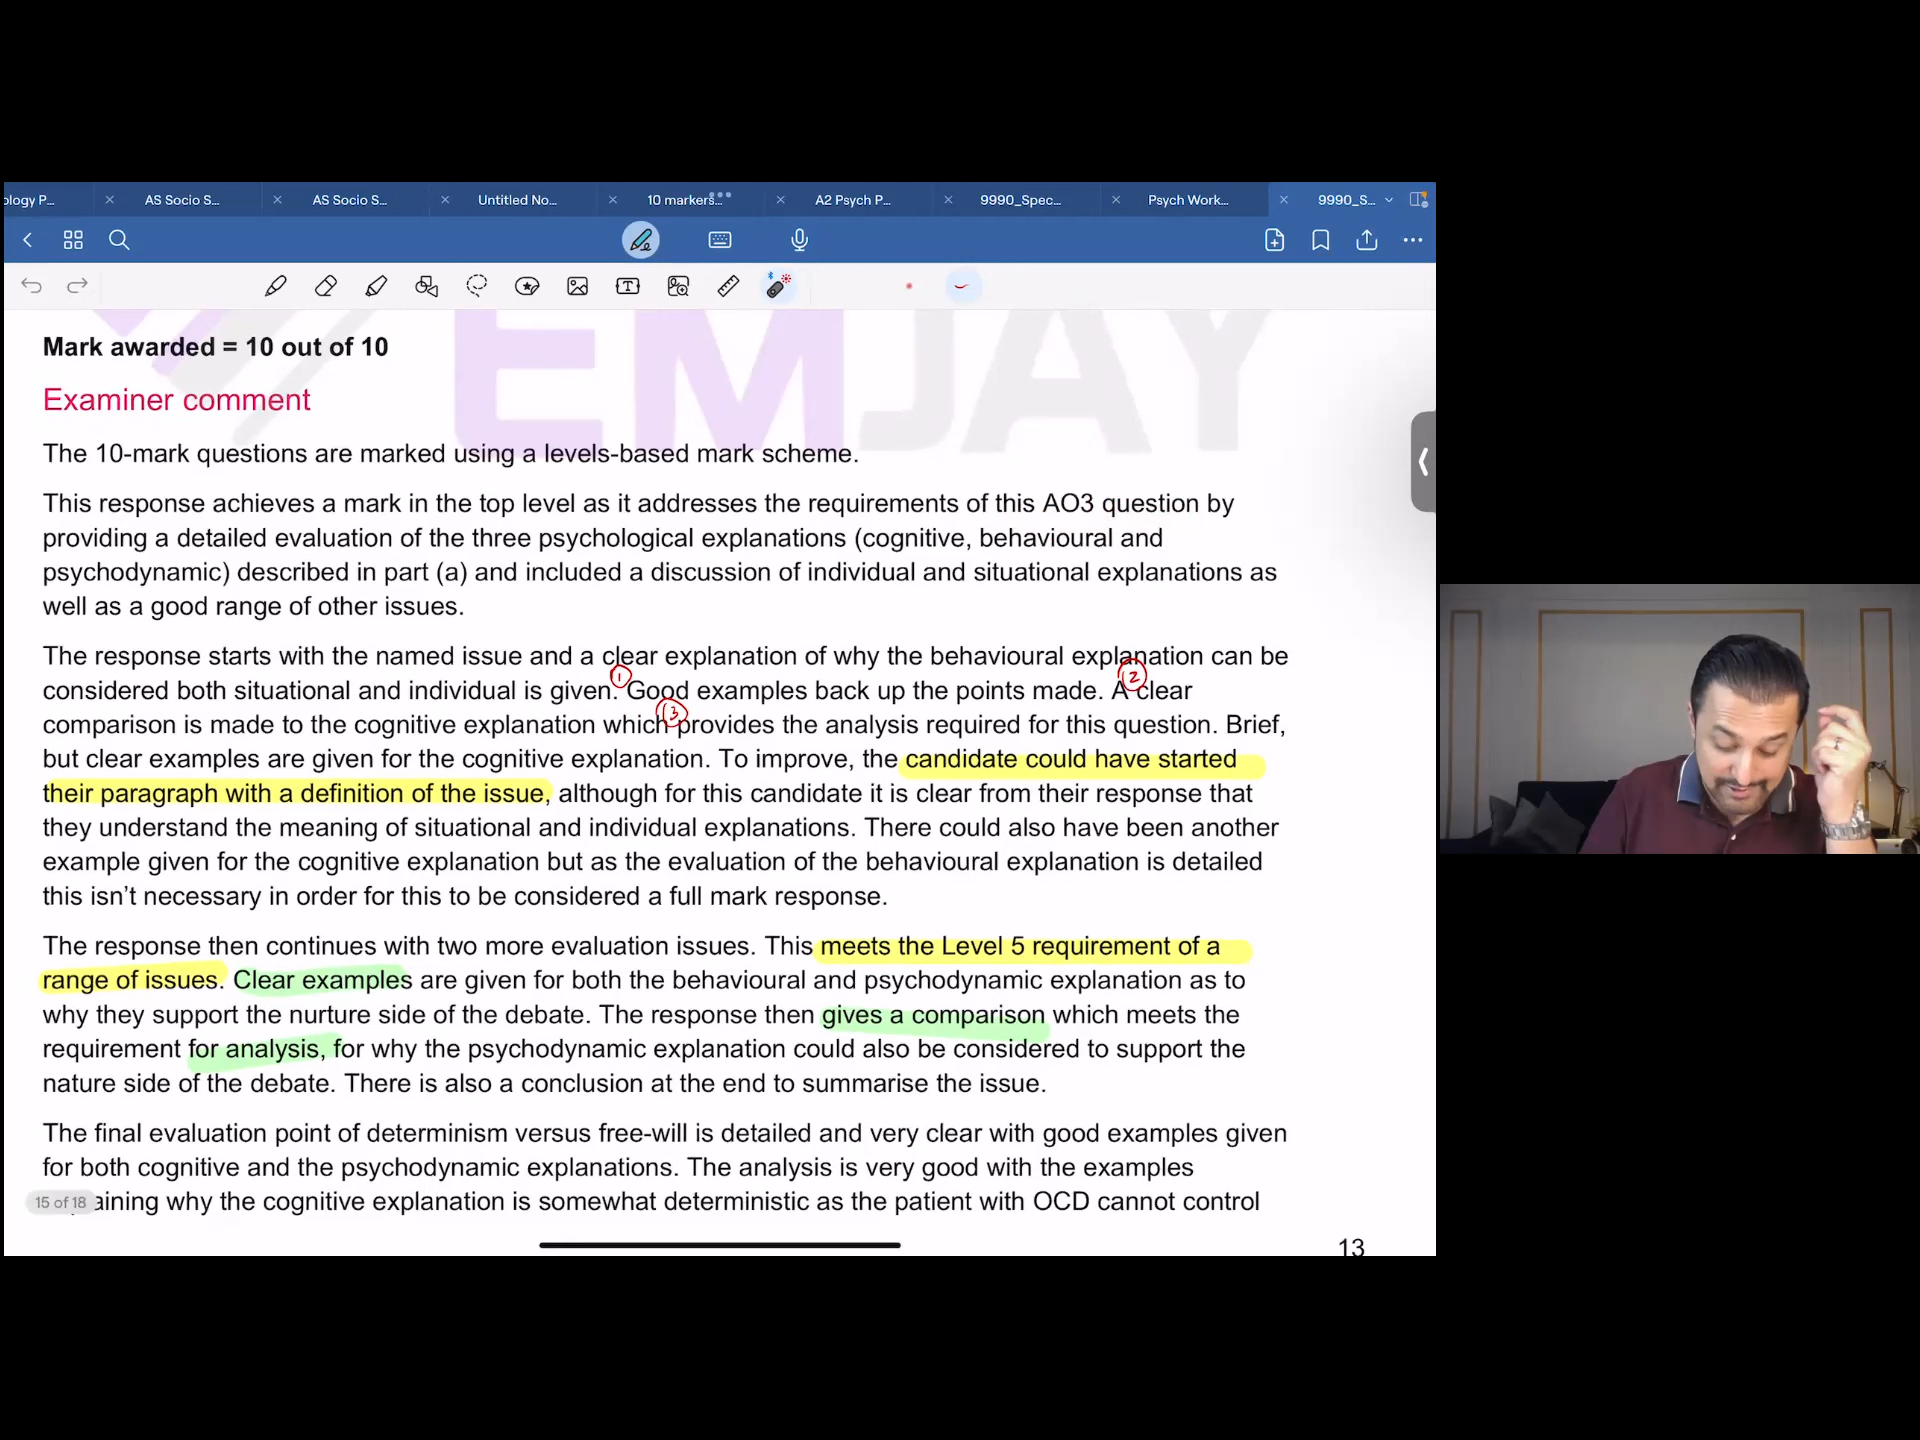 ology P...
AS Socio S...
AS Socio S...
Untitled No...
10 markers...
A2 Psych P...
9990_Spec...
Psych Work...
9990_S...
EMJAY
Mark awarded = 10 out of 10
Examiner comment
The 10-mark questions are marked using a levels-based mark scheme.
This response achieves a mark in the top level as it addresses the requirements of this AO3 question by
providing a detailed evaluation of the three psychological explanations (cognitive, behavioural and
psychodynamic) described in part (a) and included a discussion of individual and situational explanations as
well as a good range of other issues.
The response starts with the named issue and a clear explanation of why the behavioural explanation can be
1 2
considered both situational and individual is given. Good examples back up the points made. A clear
3
comparison is made to the cognitive explanation which provides the analysis required for this question. Brief,
but clear examples are given for the cognitive explanation. To improve, the candidate could have started
their paragraph with a definition of the issue, although for this candidate it is clear from their response that
they understand the meaning of situational and individual explanations. There could also have been another
example given for the cognitive explanation but as the evaluation of the behavioural explanation is detailed
this isn't necessary in order for this to be considered a full mark response.
The response then continues with two more evaluation issues. This meets the Level 5 requirement of a
range of issues. Clear examples are given for both the behavioural and psychodynamic explanation as to
why they support the nurture side of the debate. The response then gives a comparison which meets the
requirement for analysis, for why the psychodynamic explanation could also be considered to support the
nature side of the debate. There is also a conclusion at the end to summarise the issue.
The final evaluation point of determinism versus free-will is detailed and very clear with good examples given
for both cognitive and the psychodynamic explanations. The analysis is very good with the examples
aining why the cognitive explanation is somewhat deterministic as the patient with OCD cannot control
15 of 18
13